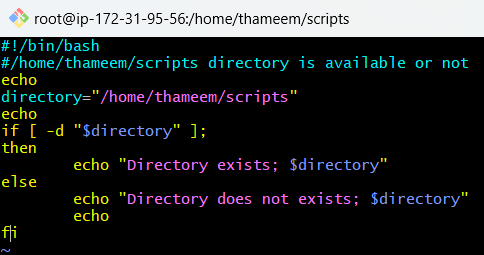 root@ip-172-31-95-56:/home/thameem/scripts
#!/bin/bash
#/home/thameem/scripts directory is available or not
echo
directory="/home/thameem/scripts"
echo
if [ -d "$directory" ];
then
        echo "Directory exists; $directory"
else
        echo "Directory does not exists; $directory"
        echo
fi
~